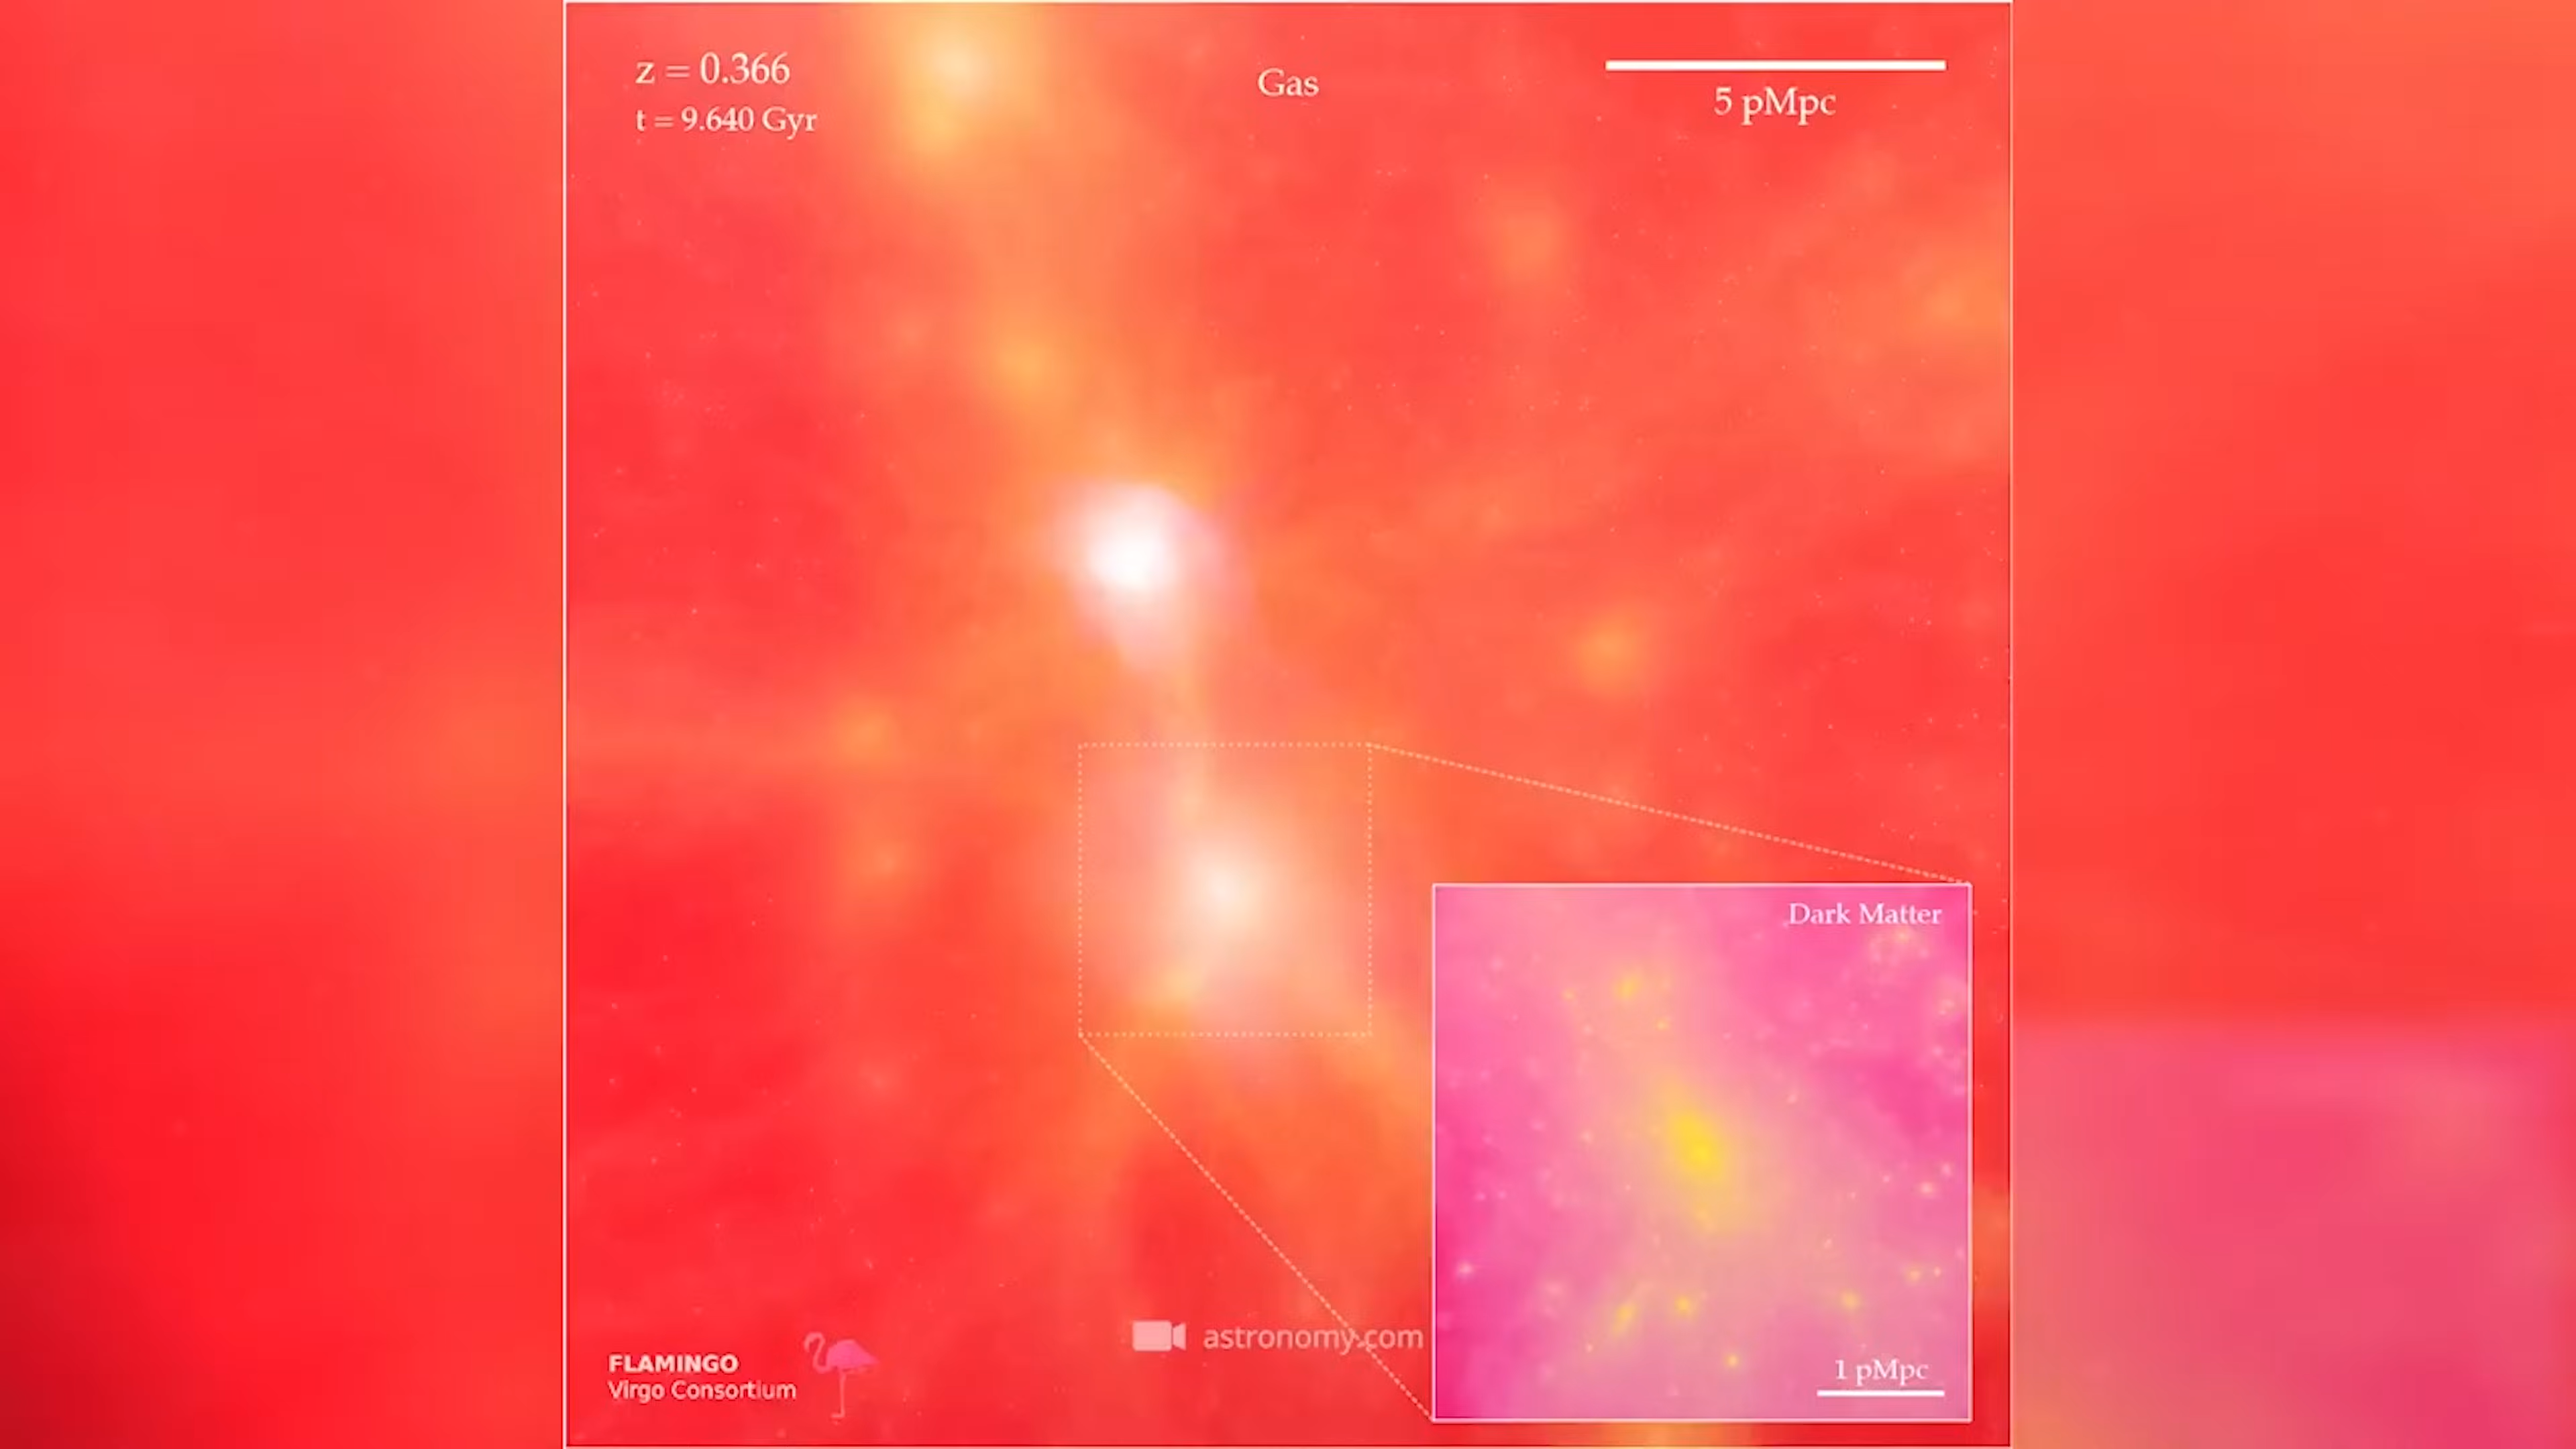 z = 0.366
t = 9.640 Gyr
Gas
5 pMpc
Dark Matter
1 pMpc
astronomy.com
FLAMINGO
Virgo Consortium